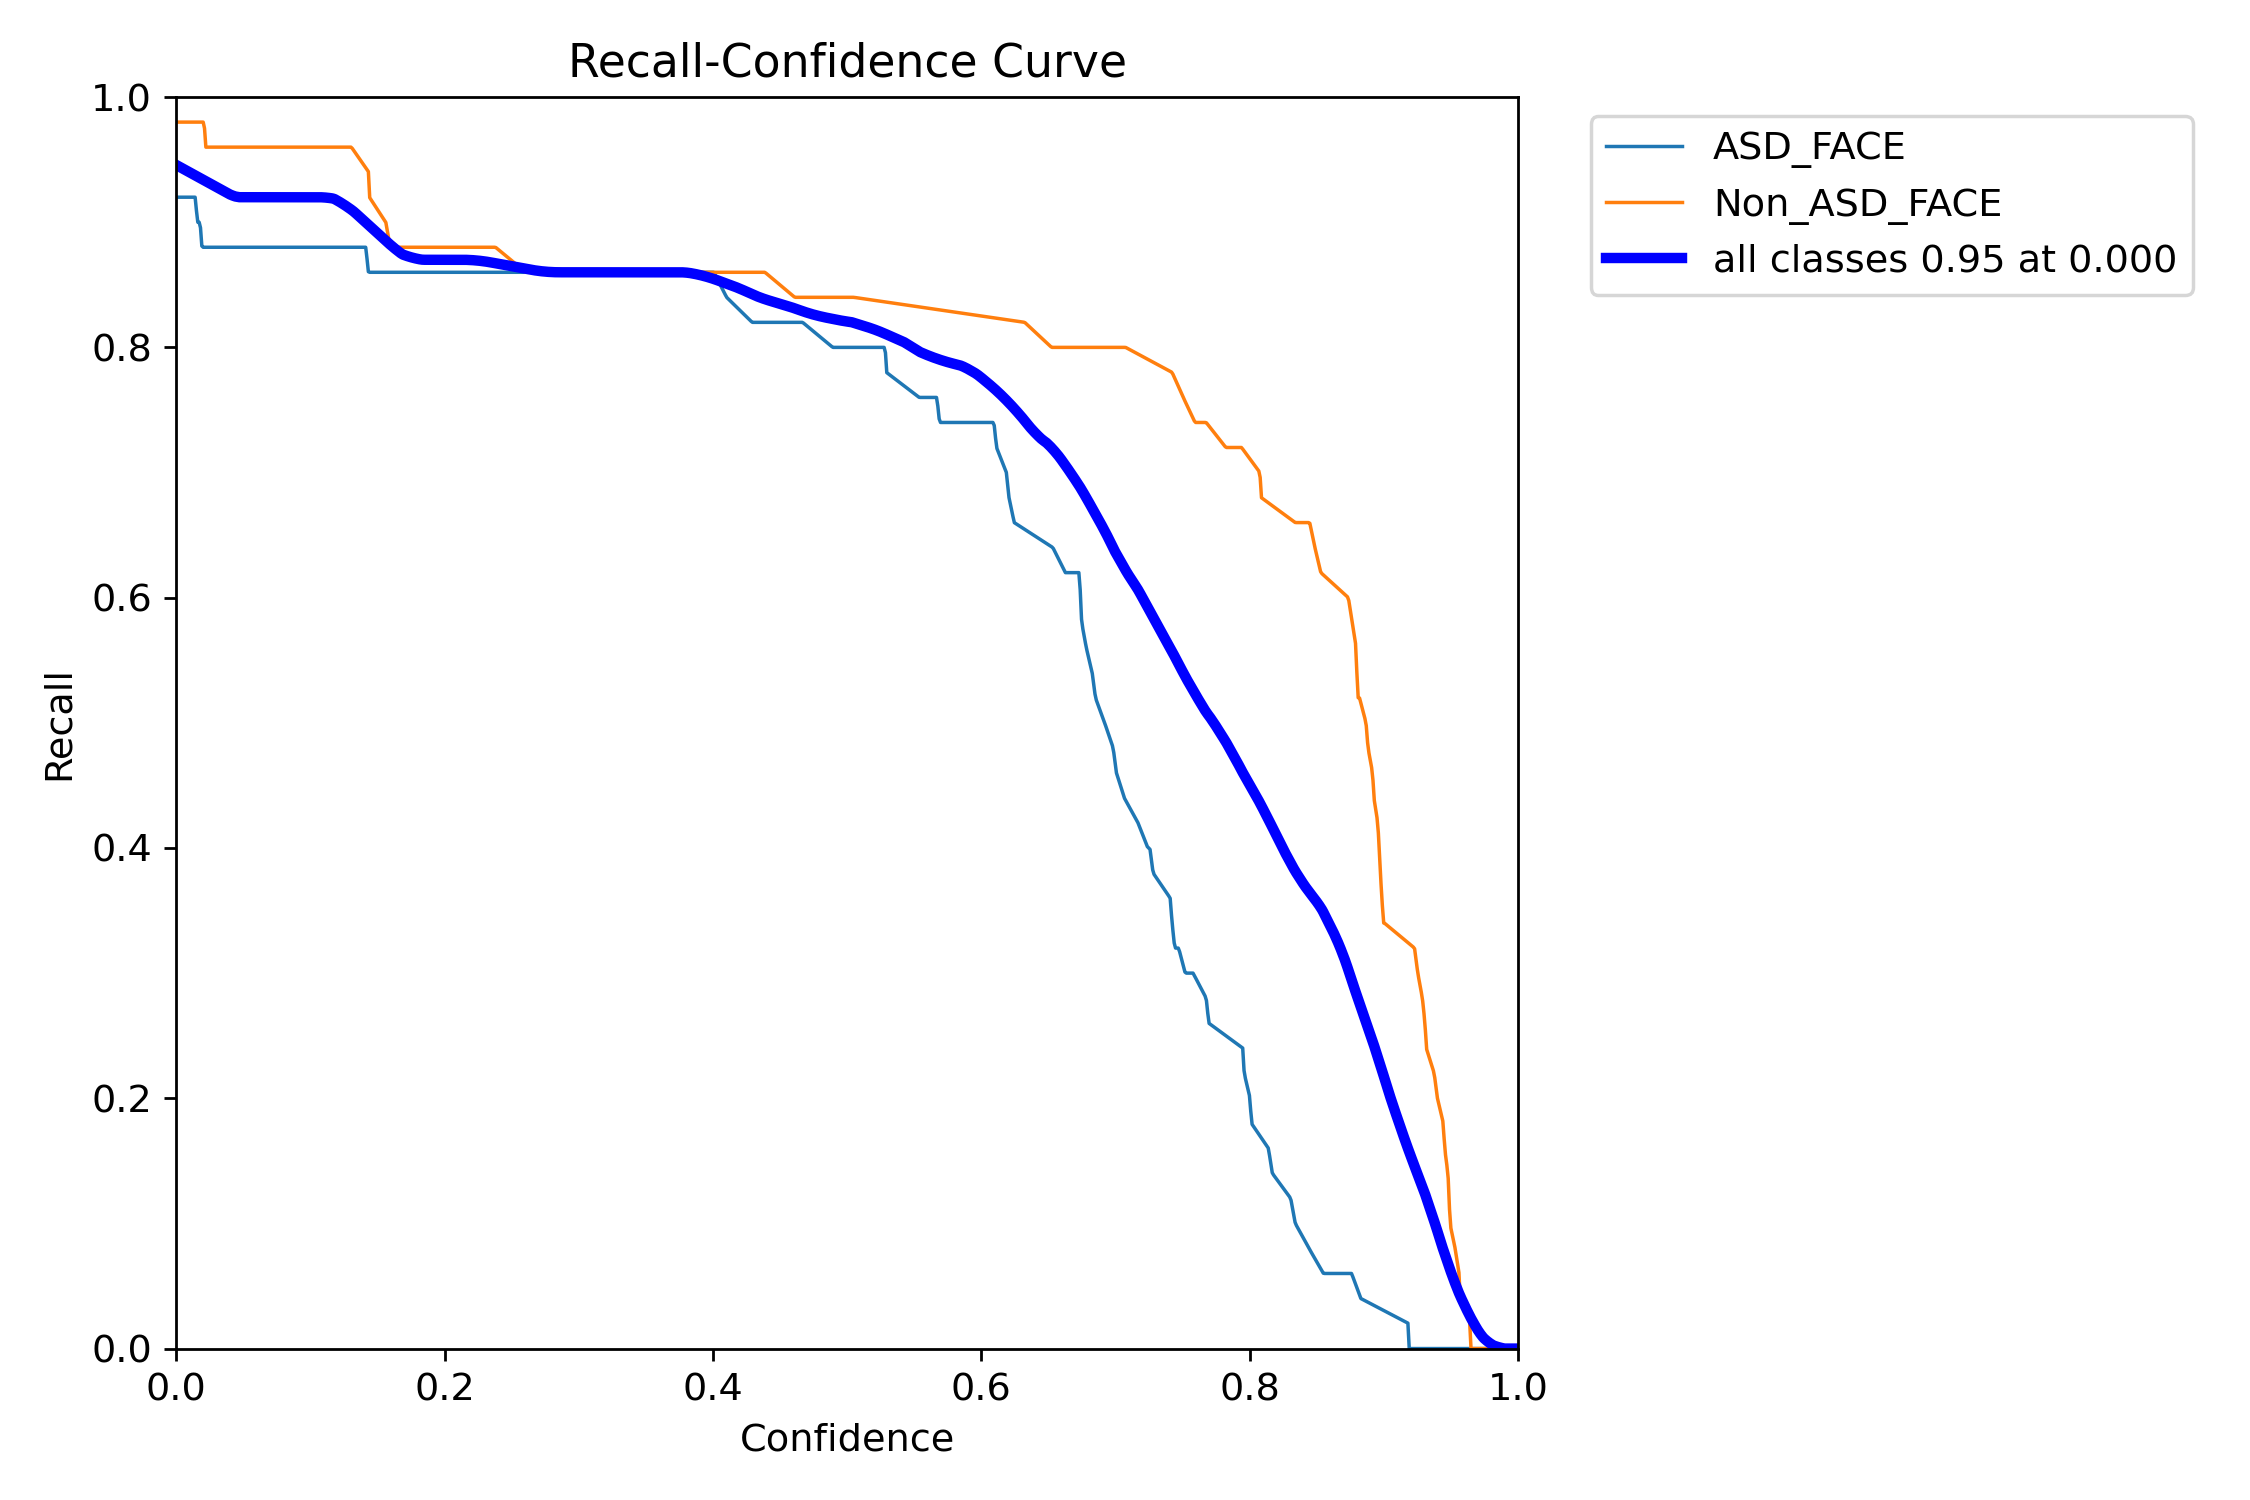 Recall-Confidence Curve
1.0
0.8
0.6
0.4
0.2
0.0
Recall
0.0 0.2 0.4 0.6 0.8 1.0
Confidence
ASD_FACE
Non_ASD_FACE
all classes 0.95 at 0.000